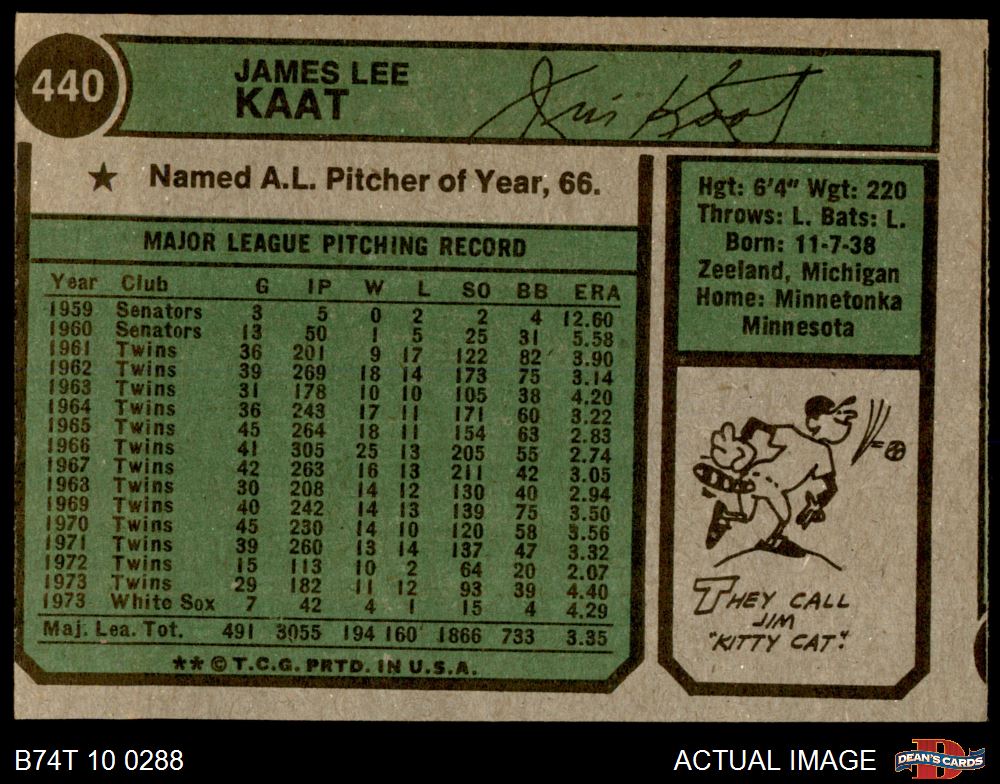 440
JAMES LEE
KAAT
Jim Kaat
★ Named A.L. Pitcher of Year, 66.
MAJOR LEAGUE PITCHING RECORD
Year Club G IP W L SO BB ERA
1959 Senators 3 5 0 2 2 4 12.60
1960 Senators 13 50 1 5 25 31 5.58
1961 Twins 36 201 9 17 122 82 3.90
1962 Twins 39 269 18 14 173 75 3.14
1963 Twins 31 178 10 10 105 38 4.20
1964 Twins 36 243 17 11 171 60 3.22
1965 Twins 45 264 18 11 154 63 2.83
1966 Twins 41 305 25 13 205 55 2.74
1967 Twins 42 263 16 13 211 42 3.05
1968 Twins 30 208 14 12 130 40 2.94
1969 Twins 40 242 14 13 139 75 3.50
1970 Twins 45 230 14 10 120 58 3.56
1971 Twins 39 260 13 14 137 47 3.32
1972 Twins 15 113 10 2 64 20 2.07
1973 Twins 29 182 11 12 93 39 4.40
1973 White Sox 7 42 4 1 15 4 4.29
Maj. Lea. Tot. 491 3055 194 160 1866 733 3.35
★★ © T.C.G. PRTD. IN U.S.A.
Hgt: 6'4" Wgt: 220
Throws: L. Bats: L.
Born: 11-7-38
Zeeland, Michigan
Home: Minnetonka
Minnesota
THEY CALL
JIM
"KITTY CAT."
B74T 10 0288
ACTUAL IMAGE
D
DEAN'S CARDS